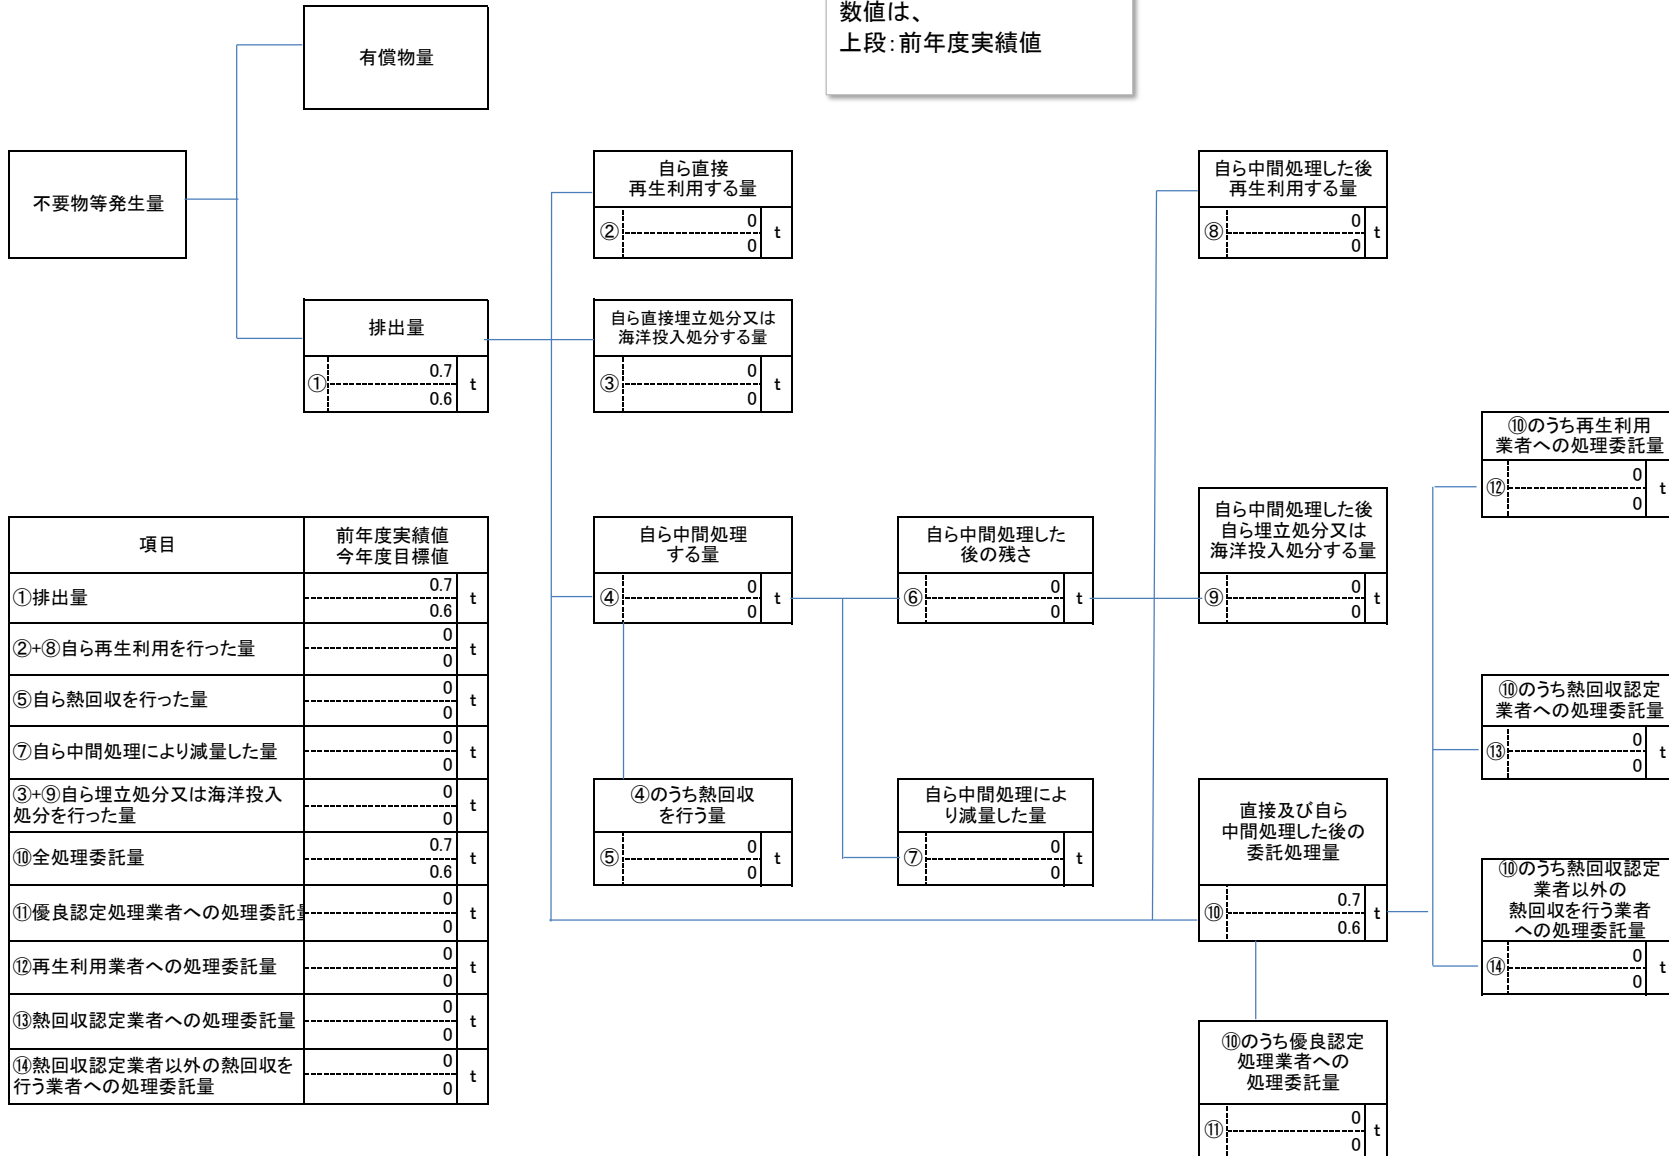 数値は、
上段:前年度実績値
有償物量
不要物等発生量
排出量
① 0.7 t
0.6
自ら直接
再生利用する量
② 0 t
0
自ら直接埋立処分又は
海洋投入処分する量
③ 0 t
0
自ら中間処理した後
再生利用する量
⑧ 0 t
0
自ら中間処理
する量
④ 0 t
0
自ら中間処理した
後の残さ
⑥ 0 t
0
自ら中間処理した後
自ら埋立処分又は
海洋投入処分する量
⑨ 0 t
0
⑩のうち再生利用
業者への処理委託量
⑫ 0 t
0
⑩のうち熱回収認定
業者への処理委託量
⑬ 0 t
0
④のうち熱回収
を行う量
⑤ 0 t
0
自ら中間処理によ
り減量した量
⑦ 0 t
0
直接及び自ら
中間処理した後の
委託処理量
⑩ 0.7 t
0.6
⑩のうち熱回収認定
業者以外の
熱回収を行う業者
への処理委託量
⑭ 0 t
0
⑩のうち優良認定
処理業者への
処理委託量
⑪ 0 t
0
項目 前年度実績値
今年度目標値
①排出量 0.7 t
0.6
②+⑧自ら再生利用を行った量 0 t
0
⑤自ら熱回収を行った量 0 t
0
⑦自ら中間処理により減量した量 0 t
0
③+⑨自ら埋立処分又は海洋投入
処分を行った量 0 t
0
⑩全処理委託量 0.7 t
0.6
⑪優良認定処理業者への処理委託 0 t
0
⑫再生利用業者への処理委託量 0 t
0
⑬熱回収認定業者への処理委託量 0 t
0
⑭熱回収認定業者以外の熱回収を
行う業者への処理委託量 0 t
0